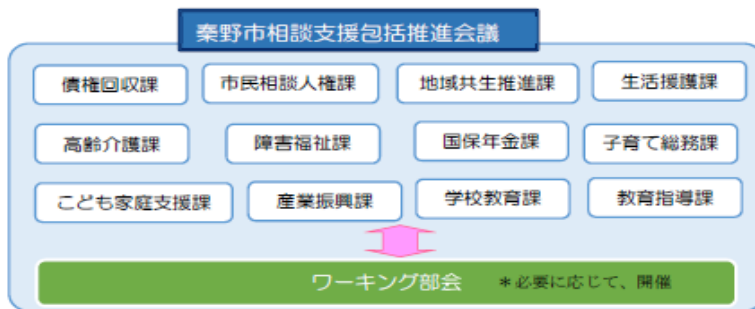 秦野市相談支援包括推進会議
債権回収課 市民相談人権課 地域共生推進課 生活援護課
高齢介護課 障害福祉課 国保年金課 子育て総務課
こども家庭支援課 産業振興課 学校教育課 教育指導課
ワーキング部会 *必要に応じて、開催